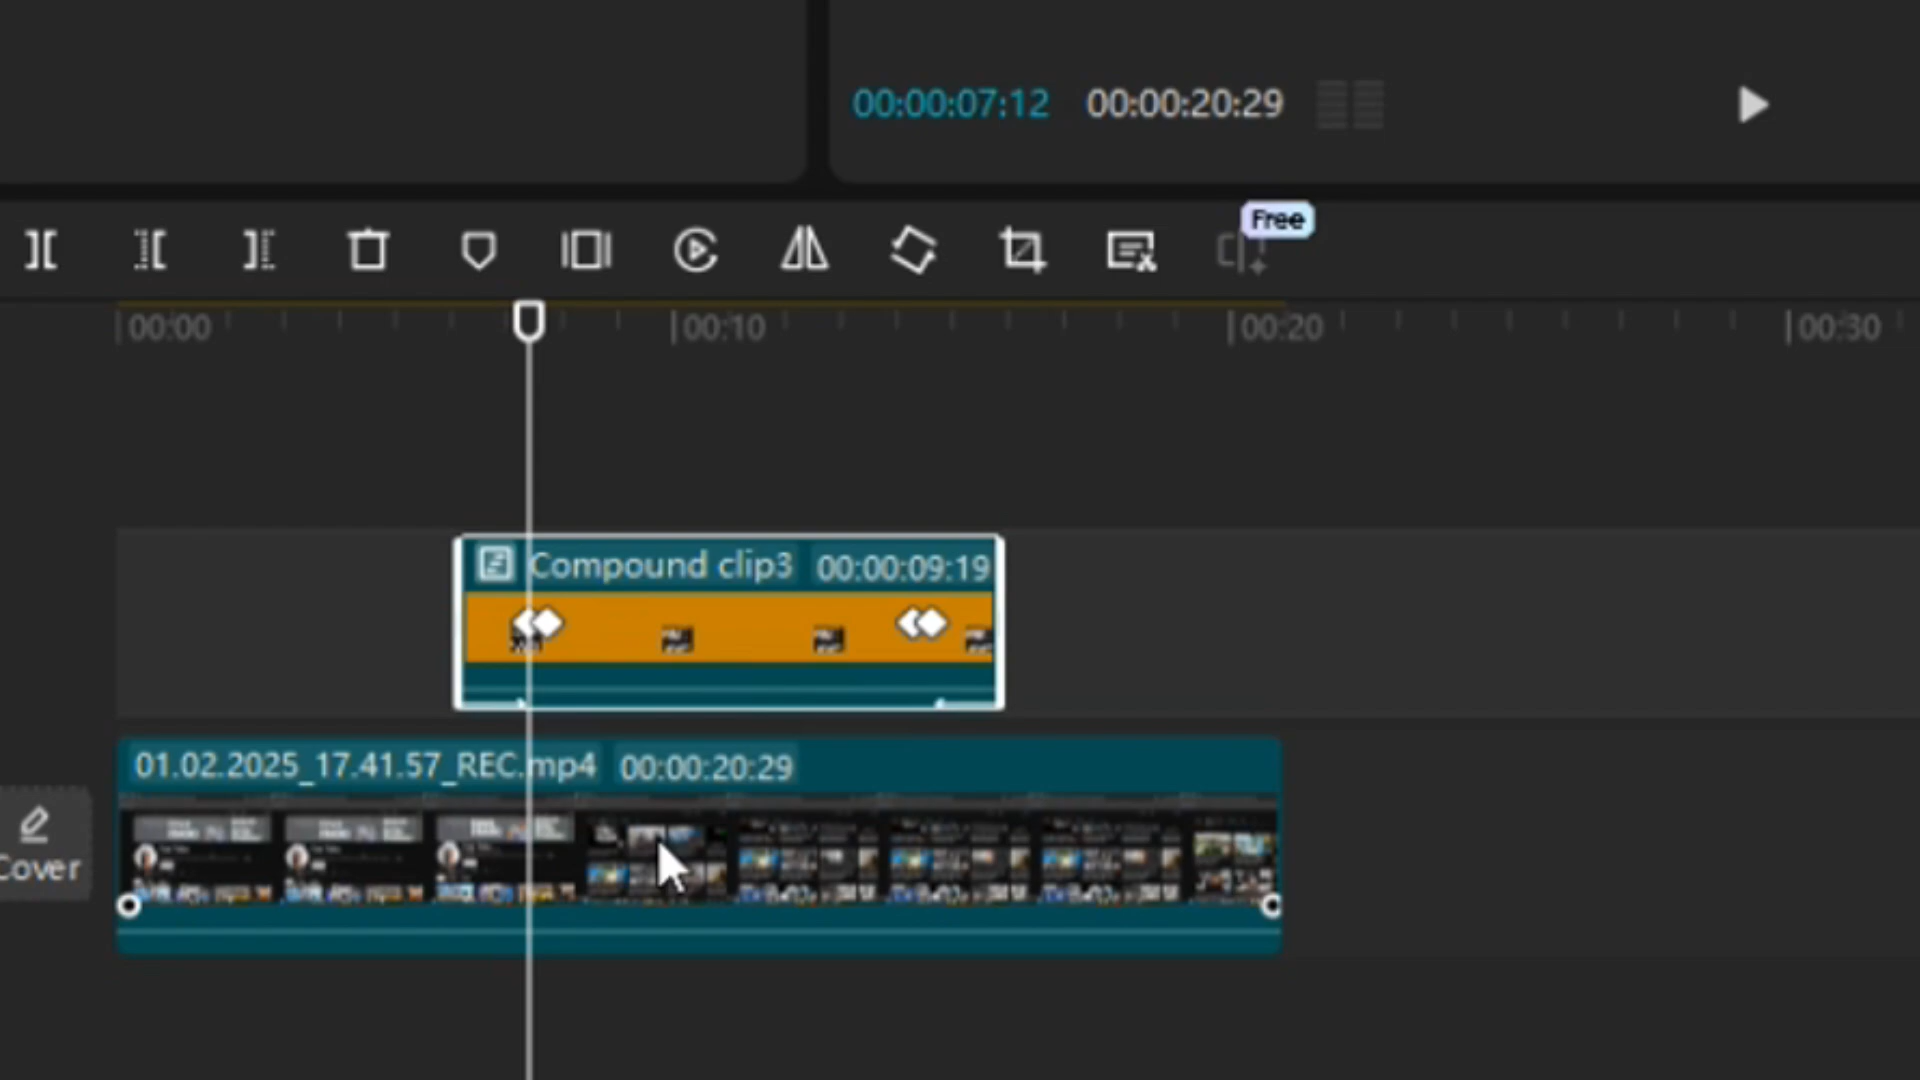 00:00:07:12 00:00:20:29
Free
00:00 00:10 00:20 00:30
Compound clip3 00:00:09:19
01.02.2025_17.41.57_REC.mp4 00:00:20:29
Cover